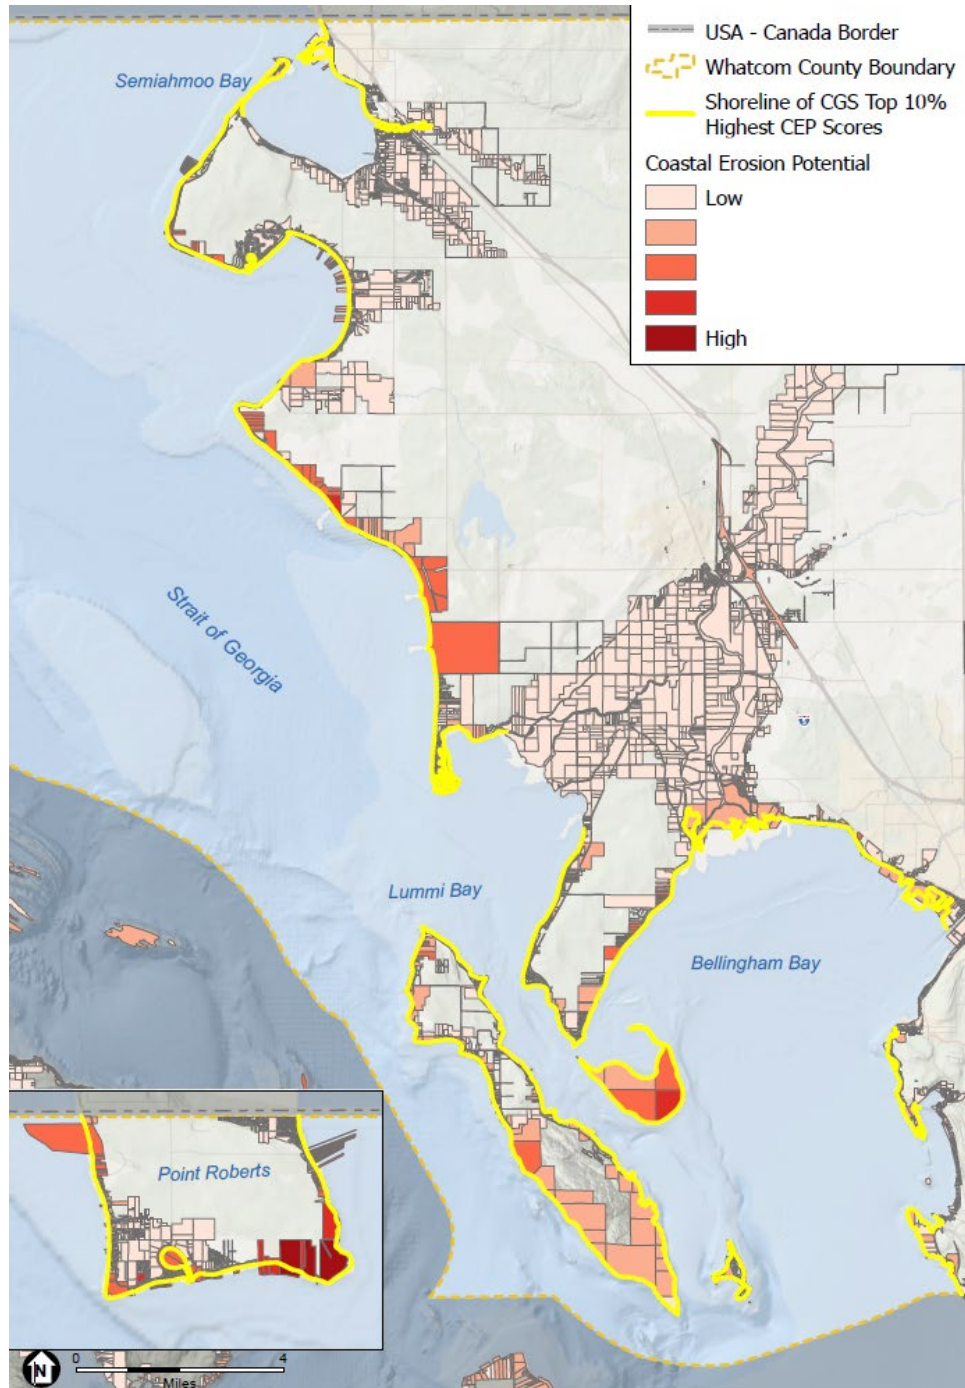 USA - Canada Border
Whatcom County Boundary
Shoreline of CGS Top 10%
Highest CEP Scores
Coastal Erosion Potential
Low
High
Semiahmoo Bay
Strait of Georgia
5
Lummi Bay
Bellingham Bay
Point Roberts
N
0 4
Miles